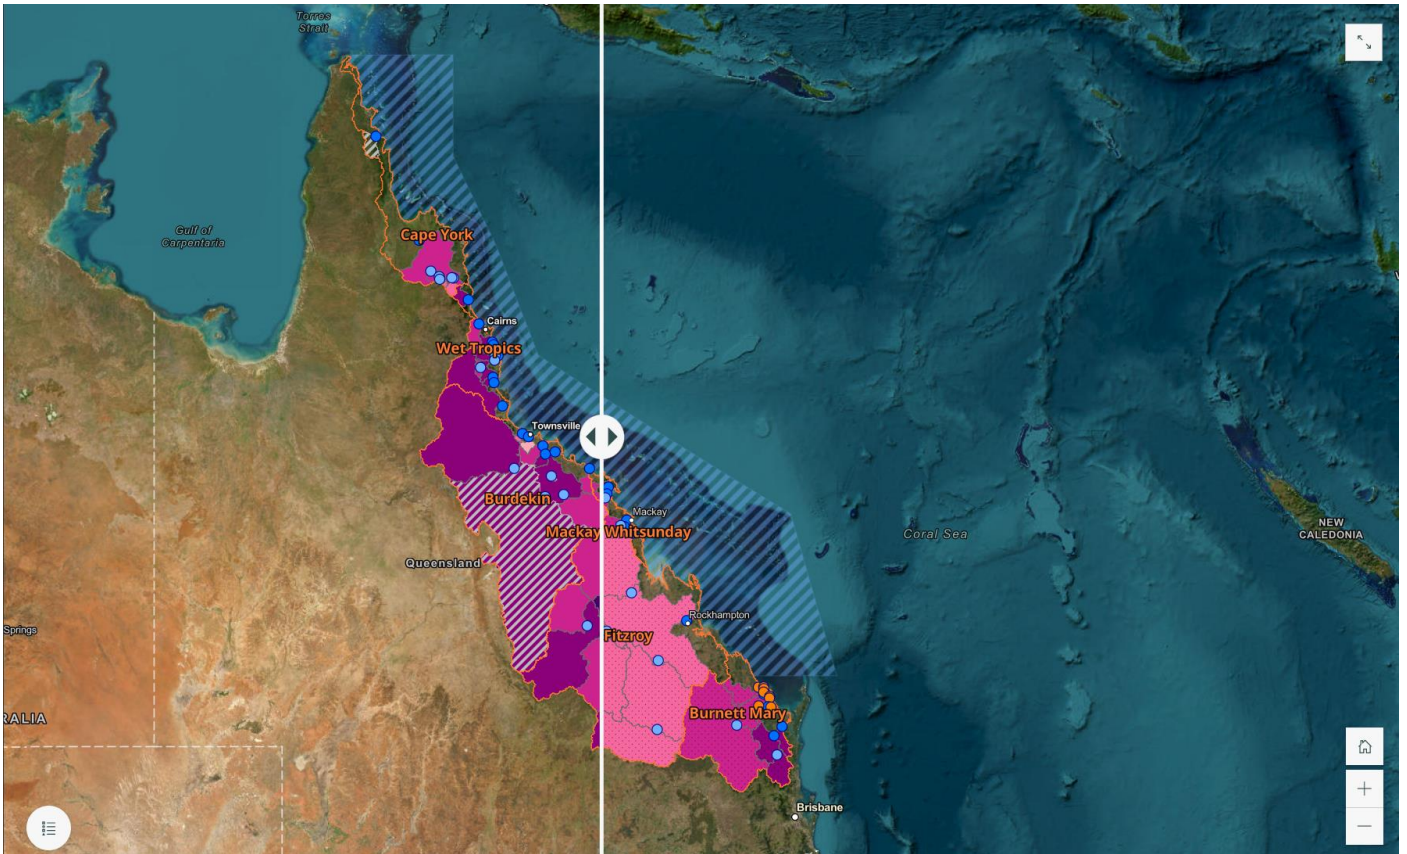 Torres
Strait
Gulf of
Carpentaria
Cape York
Cairns
Wet Tropics
Townsville
Burdekin
Mackay
Mackay Whitsunday
Coral Sea
NEW
CALEDONIA
Queensland
Rockhampton
Springs
Fitzroy
RALIA
Burnett Mary
Brisbane